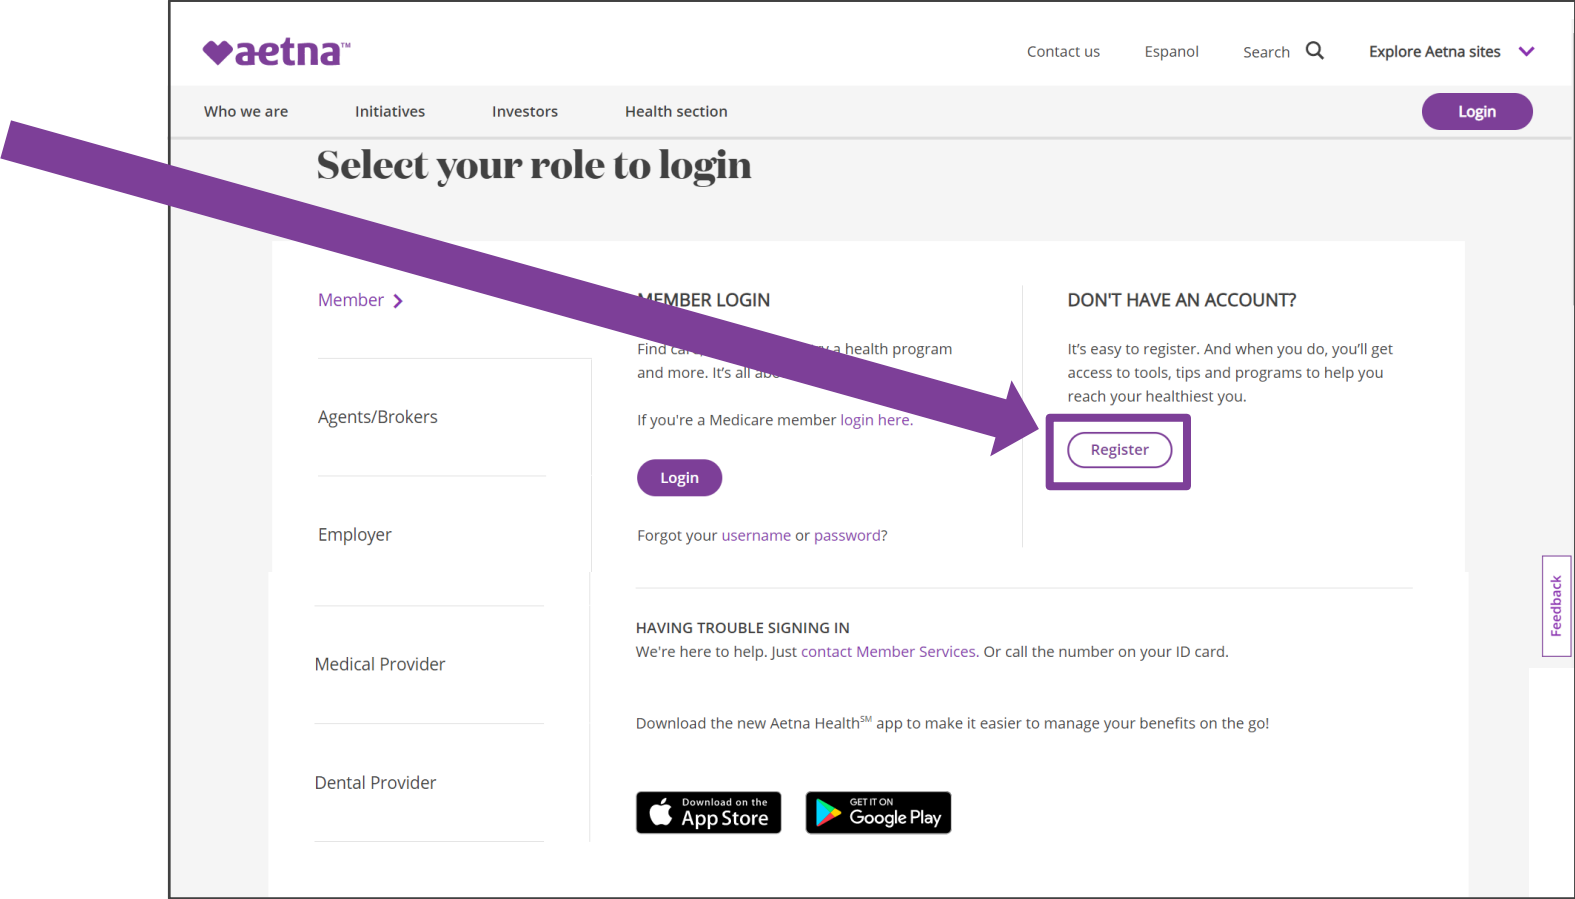 aetna™
Contact us Espanol Search Explore Aetna sites
Who we are Initiatives Investors Health section Login
Select your role to login
Member
Agents/Brokers
Employer
Medical Provider
Dental Provider
MEMBER LOGIN
Find a health program
and more. It's all
If you're a Medicare member login here.
Login
Forgot your username or password?
DON'T HAVE AN ACCOUNT?
It's easy to register. And when you do, you'll get
access to tools, tips and programs to help you
reach your healthiest you.
Register
HAVING TROUBLE SIGNING IN
We're here to help. Just contact Member Services. Or call the number on your ID card.
Download the new Aetna Health℠ app to make it easier to manage your benefits on the go!
Download on the
App Store
GET IT ON
Google Play
Feedback